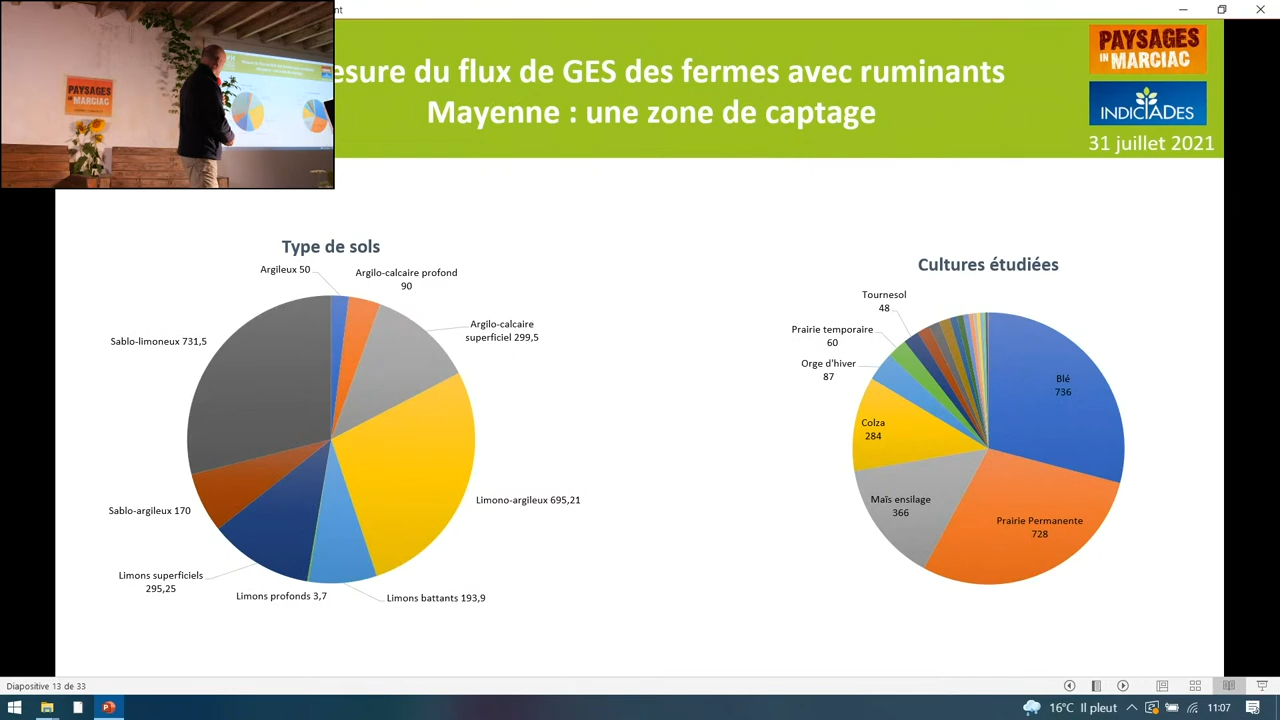 nt
esure du flux de GES des fermes avec ruminants
Mayenne : une zone de captage
PAYSAGES
IN MARCIAC
INDICIADES
31 juillet 2021
PAYSAGES
IN MARCIAC
Type de sols
Argileux 50
Argilo-calcaire profond
90
Argilo-calcaire
superficiel 299,5
Sablo-limoneux 731,5
Limono-argileux 695,21
Sablo-argileux 170
Limons superficiels
295,25
Limons profonds 3,7
Limons battants 193,9
Cultures étudiées
Tournesol
48
Prairie temporaire
60
Orge d'hiver
87
Colza
284
Maïs ensilage
366
Blé
736
Prairie Permanente
728
Diapositive 13 de 33
16°C Il pleut
11:07